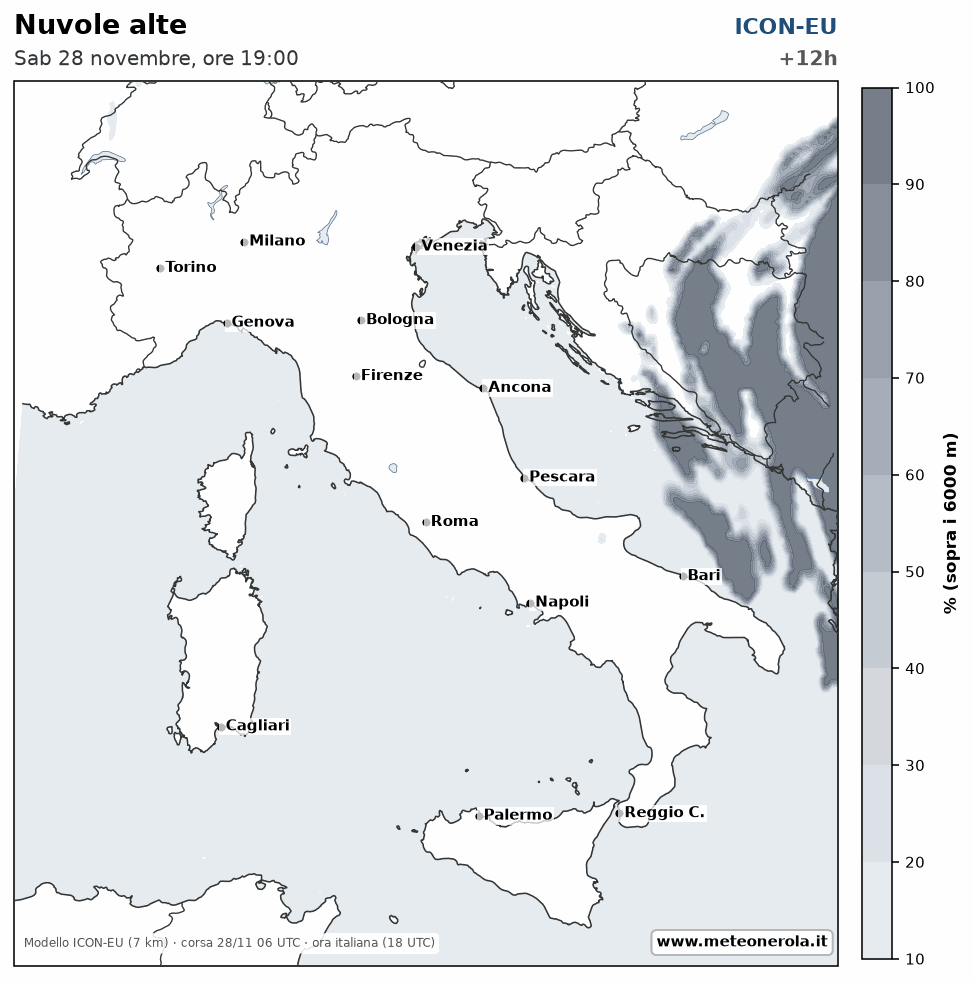 Nuvole alte
ICON-EU
Sab 28 novembre, ore 19:00
+12h
100
90
80
70
60
50
40
30
20
10
% (sopra i 6000 m)
Milano
Venezia
Torino
Genova
Bologna
Firenze
Ancona
Pescara
Roma
Bari
Napoli
Cagliari
Palermo
Reggio C.
Modello ICON-EU (7 km) · corsa 28/11 06 UTC · ora italiana (18 UTC)
www.meteonerola.it